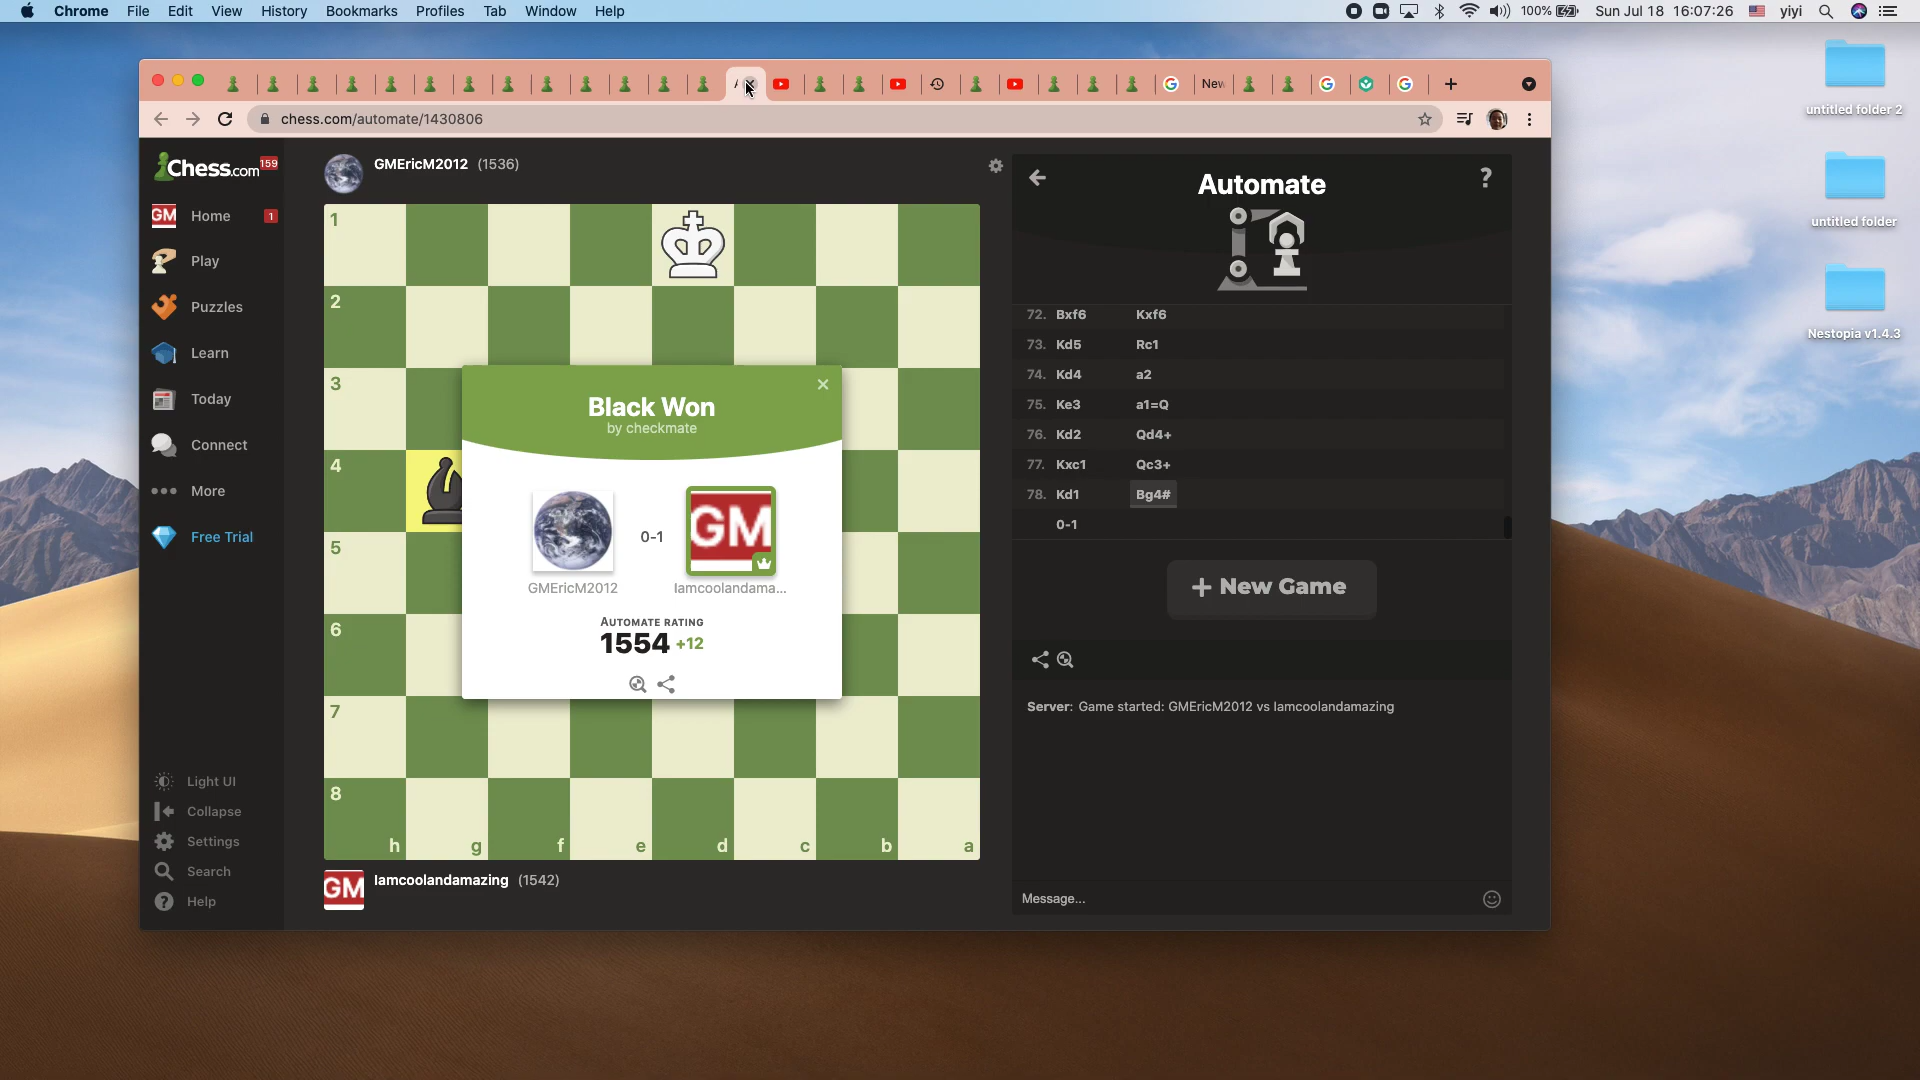 Chrome File Edit View History Bookmarks Profiles Tab Window Help
100% Sun Jul 18 16:07:26 yiyi
untitled folder 2
untitled folder
Nestopia v1.4.3
New
chess.com/automate/1430806
Chess.com 159
Home 1
Play
Puzzles
Learn
Today
Connect
More
Free Trial
Light UI
Collapse
Settings
Search
Help
GMEricM2012 (1536)
1
2
3
4
5
6
7
8
h g f e d c b a
Black Won
by checkmate
GM
0-1
GMEricM2012
Iamcoolandama...
AUTOMATE RATING
1554 +12
GM
Iamcoolandamazing (1542)
Automate
?
72. Bxf6 Kxf6
73. Kd5 Rc1
74. Kd4 a2
75. Ke3 a1=Q
76. Kd2 Qd4+
77. Kxc1 Qc3+
78. Kd1 Bg4#
0-1
+ New Game
Server: Game started: GMEricM2012 vs Iamcoolandamazing
Message...